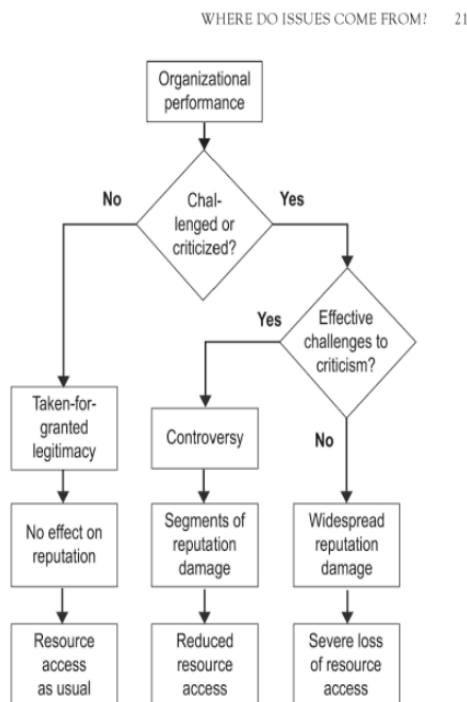 WHERE DO ISSUES COME FROM? 21
Organizational
performance
No
Chal-
lenged or
criticized?
Yes
Yes
Effective
challenges to
criticism?
Taken-for-
granted
legitimacy
Controversy
No
No effect on
reputation
Segments of
reputation
damage
Widespread
reputation
damage
Resource
access
as usual
Reduced
resource
access
Severe loss
of resource
access